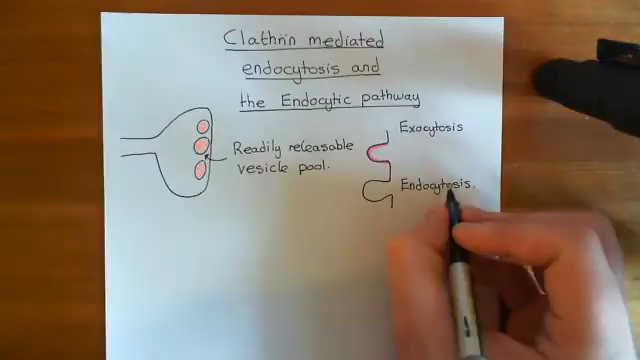 Clathrin mediated
endocytosis and
the Endocytic pathway
Exocytosis
Readily releasable
vesicle pool.
Endocytosis.